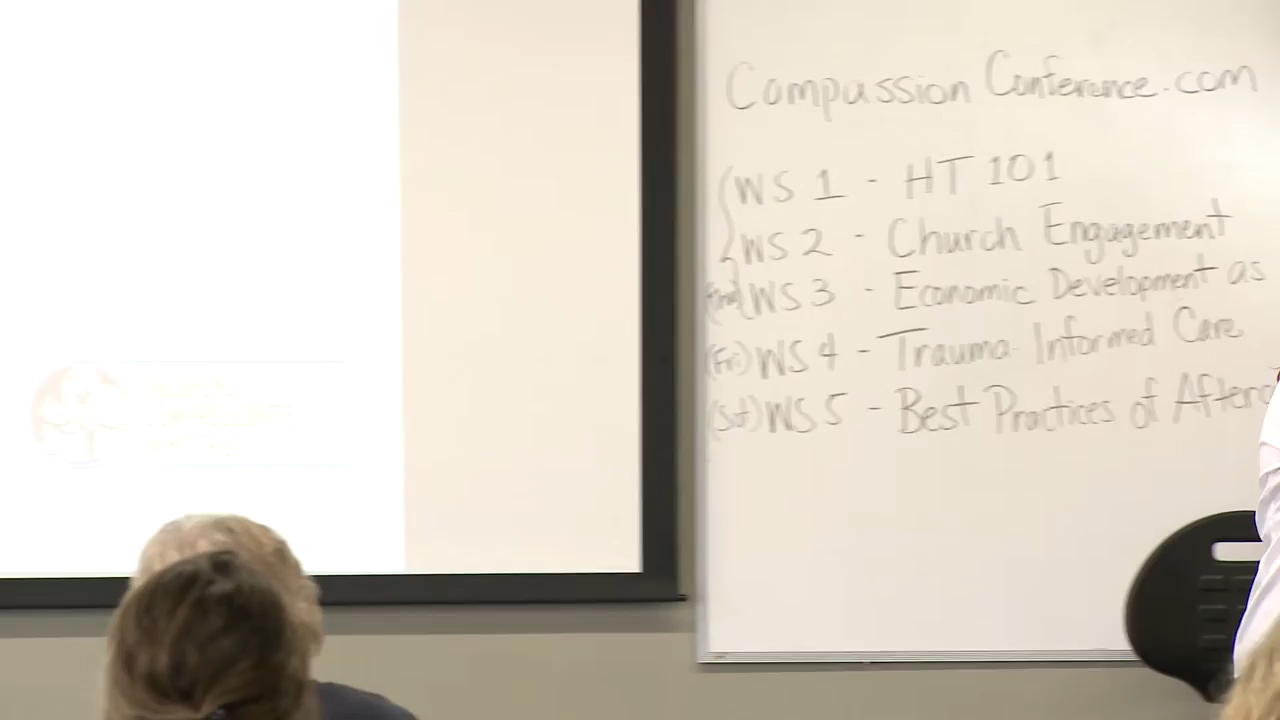 Compassion Conference.com
WS 1 - HT 101
WS 2 - Church Engagement
WS 3 - Economic Development as
(Fri) WS 4 - Trauma Informed Care
(Sat) WS 5 - Best Practices of